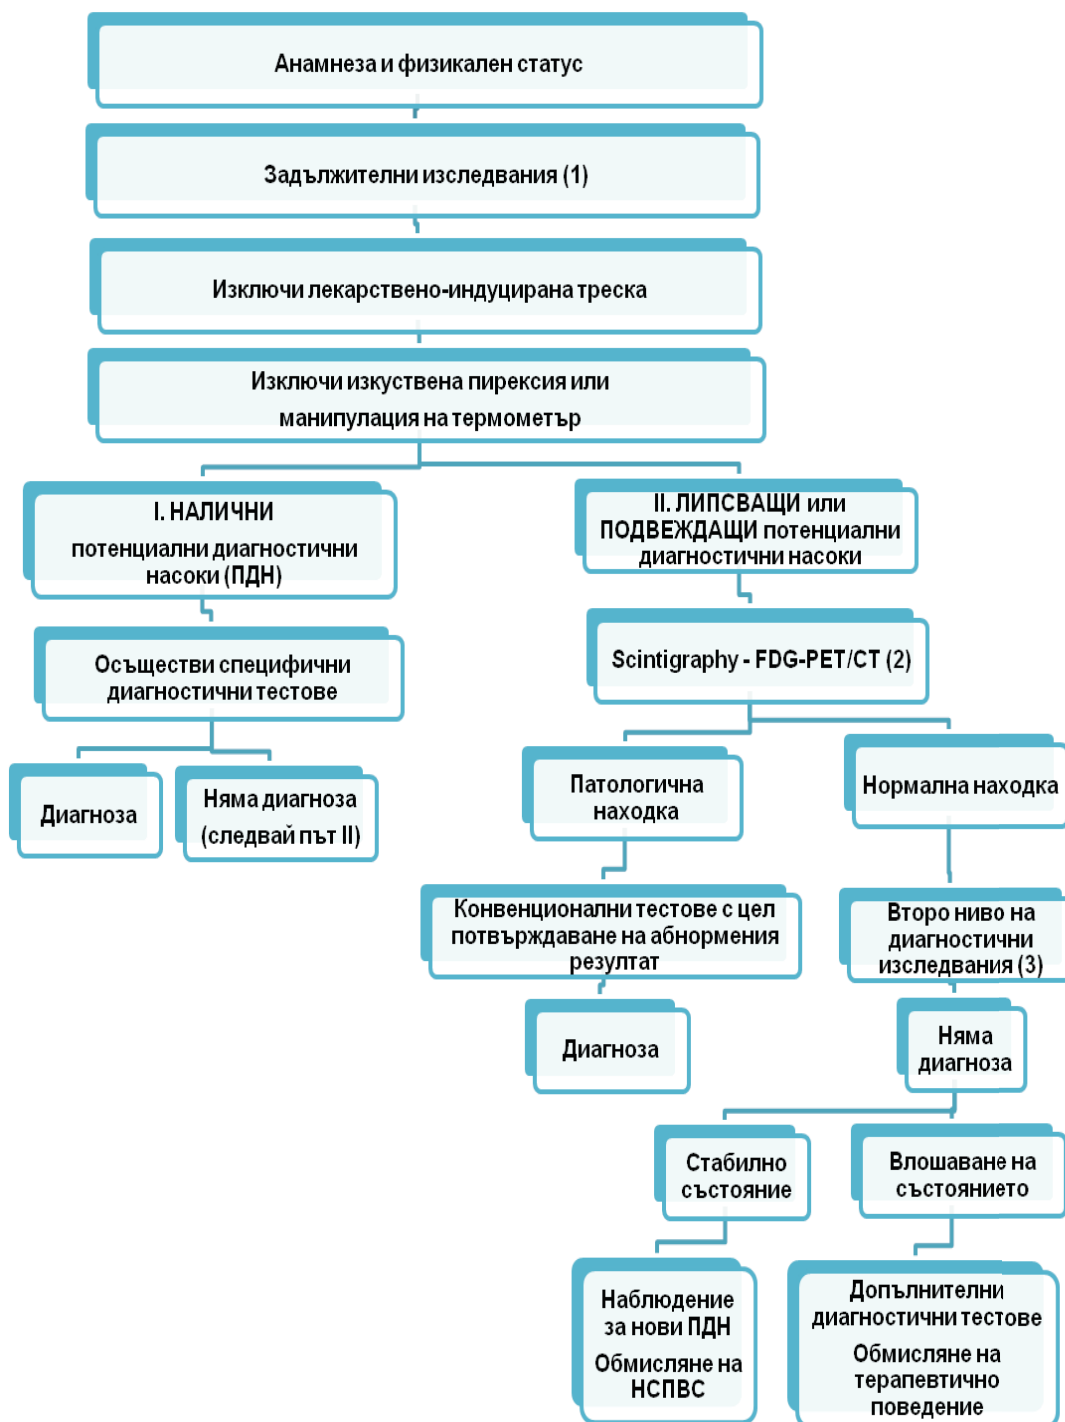 Анамнеза и физикален статус
Задължителни изследвания (1)
Изключи лекарствено-индуцирана треска
Изключи изкуствена пирексия или
манипулация на термометър
I. НАЛИЧНИ
потенциални диагностични
насоки (ПДН)
II. ЛИПСВАЩИ или
ПОДВЕЖДАЩИ потенциални
диагностични насоки
Осъществи специфични
диагностични тестове
Scintigraphy - FDG-PET/CT (2)
Диагноза
Няма диагноза
(следвай път II)
Патологична
находка
Нормална находка
Конвенционални тестове с цел
потвърждаване на абнормения
резултат
Второ ниво на
диагностични
изследвания (3)
Диагноза
Няма
диагноза
Стабилно
състояние
Влошаване на
състоянието
Наблюдение
за нови ПДН
Обмисляне на
НСПВС
Допълнителни
диагностични тестове
Обмисляне на
терапевтично
поведение